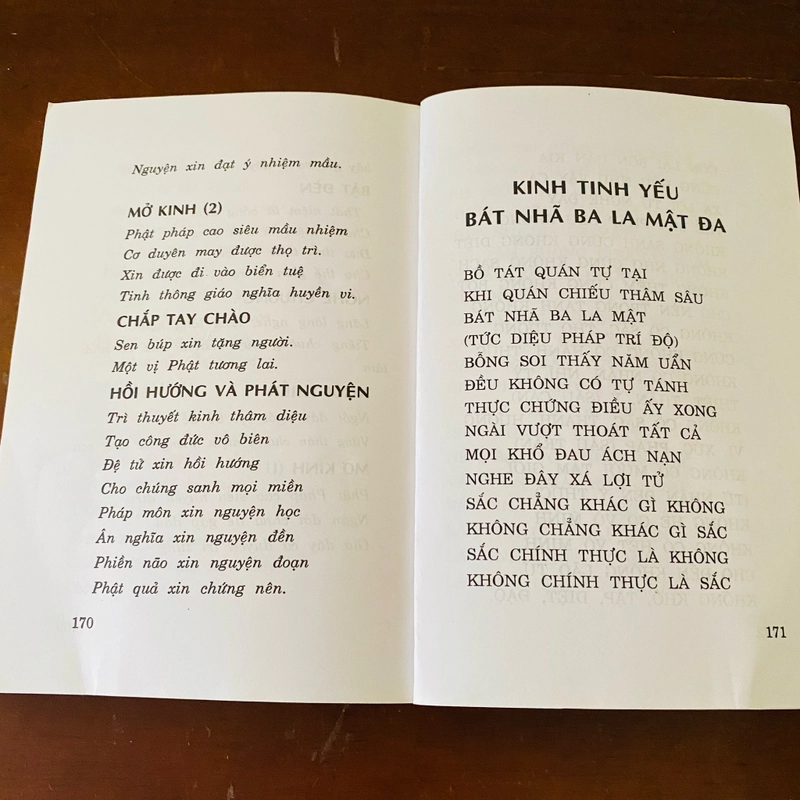 Nguyện xin đạt ý nhiệm mầu.
MỞ KINH (2)
Phật pháp cao siêu mầu nhiệm
Cơ duyên may được thọ trì.
Xin được đi vào biển tuệ
Tinh thông giáo nghĩa huyền vi.
CHẮP TAY CHÀO
Sen búp xin tặng người.
Một vị Phật tương lai.
HỒI HƯỚNG VÀ PHÁT NGUYỆN
Trì thuyết kinh thâm diệu
Tạo công đức vô biên
Đệ tử xin hồi hướng
Cho chúng sanh mọi miền
Pháp môn xin nguyện học
Ân nghĩa xin nguyện đền
Phiền não xin nguyện đoạn
Phật quả xin chứng nên.
170
KINH TINH YẾU
BÁT NHÃ BA LA MẬT ĐA
BỒ TÁT QUÁN TỰ TẠI
KHI QUÁN CHIẾU THÂM SÂU
BÁT NHÃ BA LA MẬT
(TỨC DIỆU PHÁP TRÍ ĐỘ)
BỖNG SOI THẤY NĂM UẨN
ĐỀU KHÔNG CÓ TỰ TÁNH
THỰC CHỨNG ĐIỀU ẤY XONG
NGÀI VƯỢT THOÁT TẤT CẢ
MỌI KHỔ ĐAU ÁCH NẠN
NGHE ĐÂY XÁ LỢI TỬ
SẮC CHẲNG KHÁC GÌ KHÔNG
KHÔNG CHẲNG KHÁC GÌ SẮC
SẮC CHÍNH THỰC LÀ KHÔNG
KHÔNG CHÍNH THỰC LÀ SẮC
171